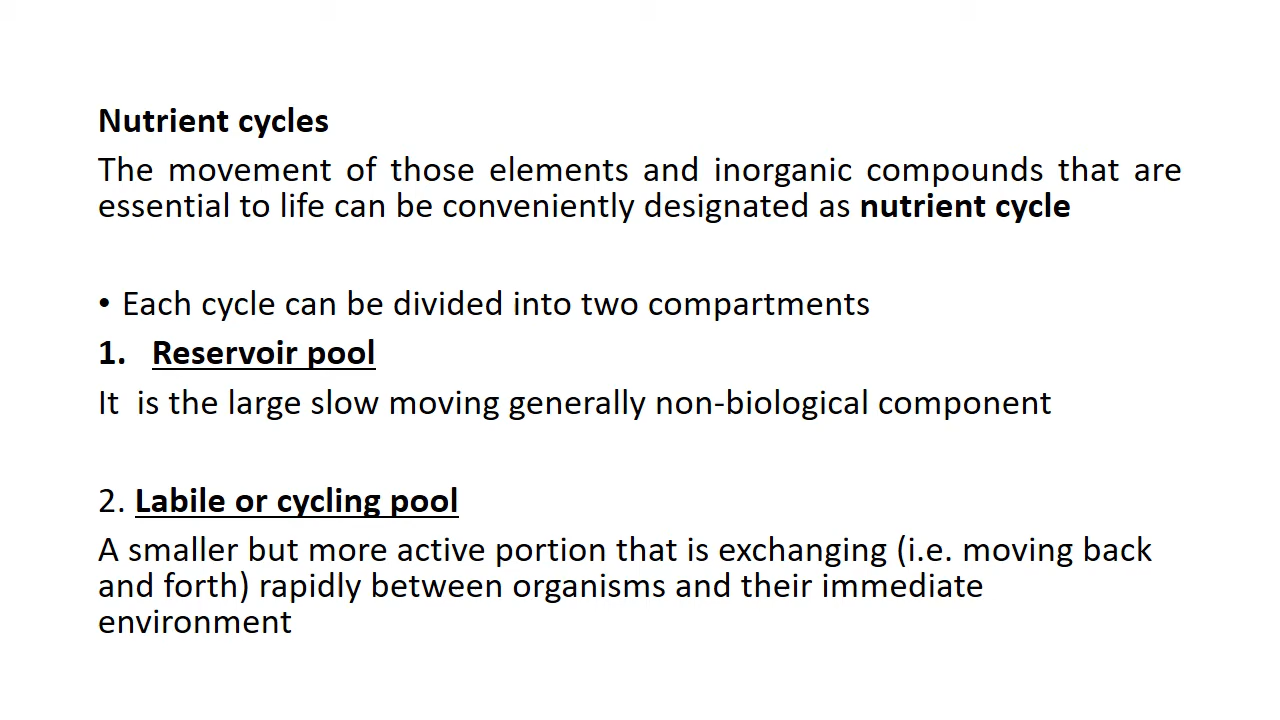 Nutrient cycles
The movement of those elements and inorganic compounds that are
essential to life can be conveniently designated as nutrient cycle
• Each cycle can be divided into two compartments
1. Reservoir pool
It is the large slow moving generally non-biological component
2. Labile or cycling pool
A smaller but more active portion that is exchanging (i.e. moving back
and forth) rapidly between organisms and their immediate
environment